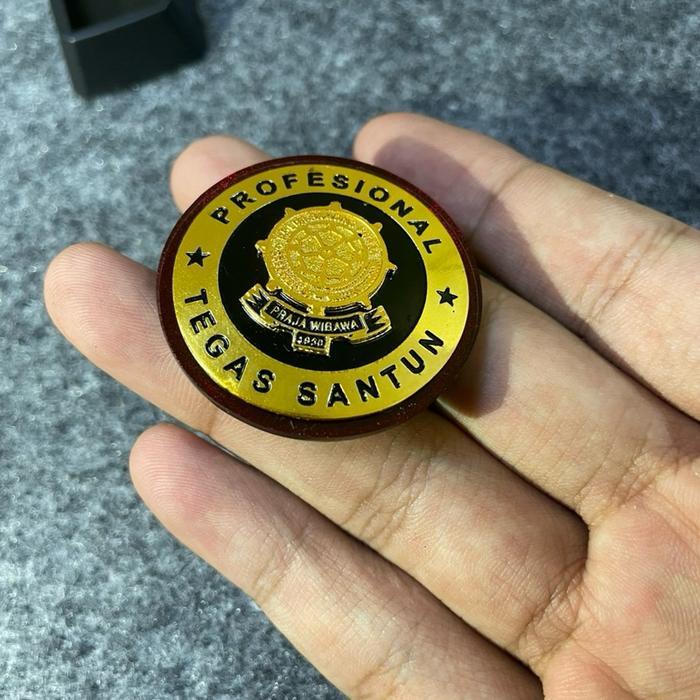 PROFESIONAL
PRAJA WIBAWA
1950
TEGAS SANTUN